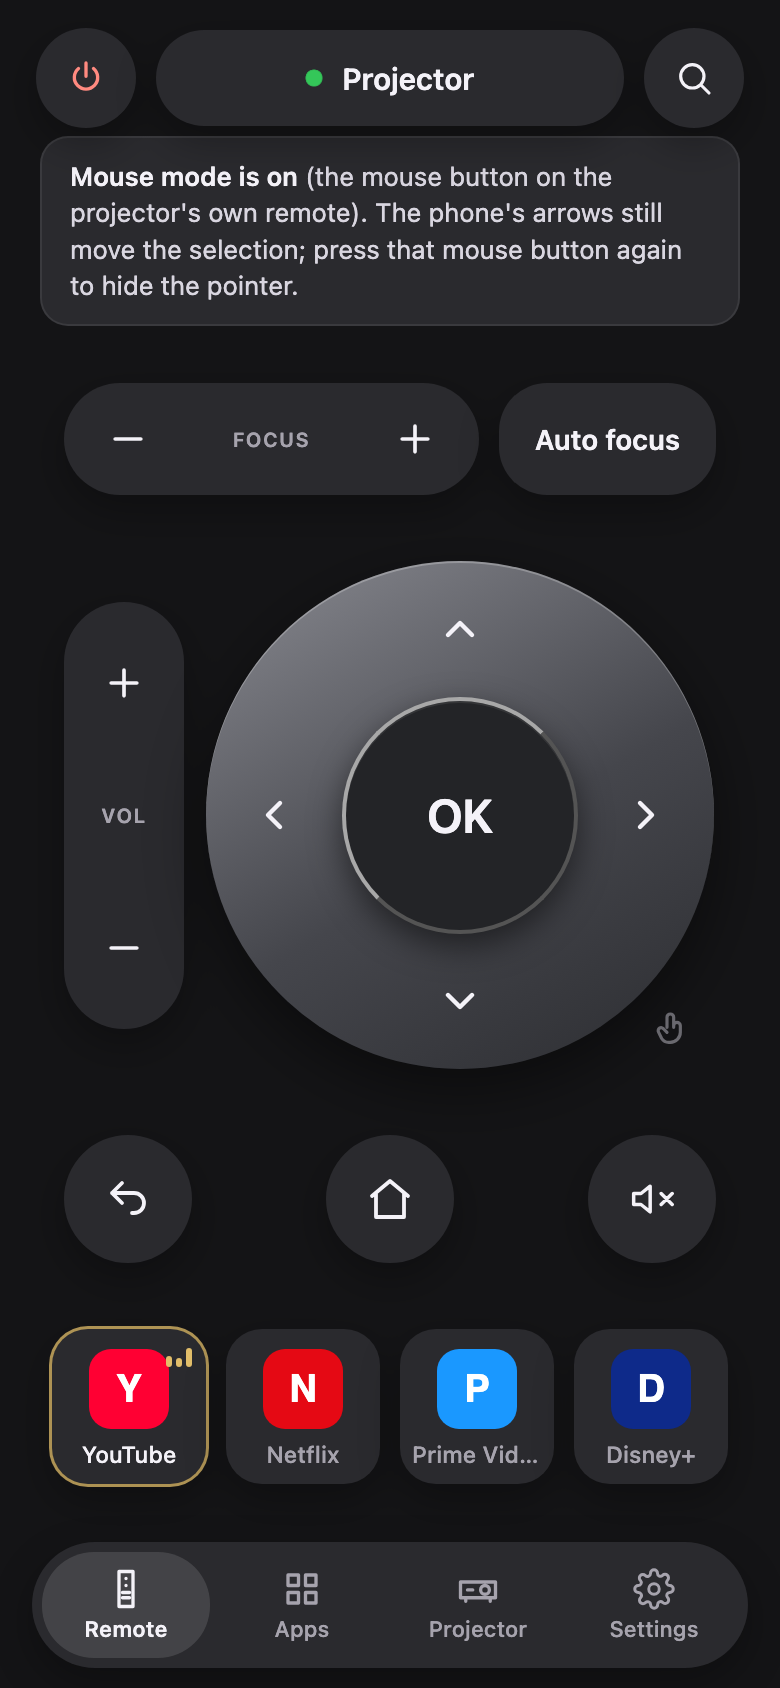 Projector
Mouse mode is on (the mouse button on the
projector's own remote). The phone's arrows still
move the selection; press that mouse button again
to hide the pointer.
FOCUS
Auto focus
VOL
OK
Y
YouTube
N
Netflix
P
Prime Vid...
D
Disney+
Remote
Apps
Projector
Settings